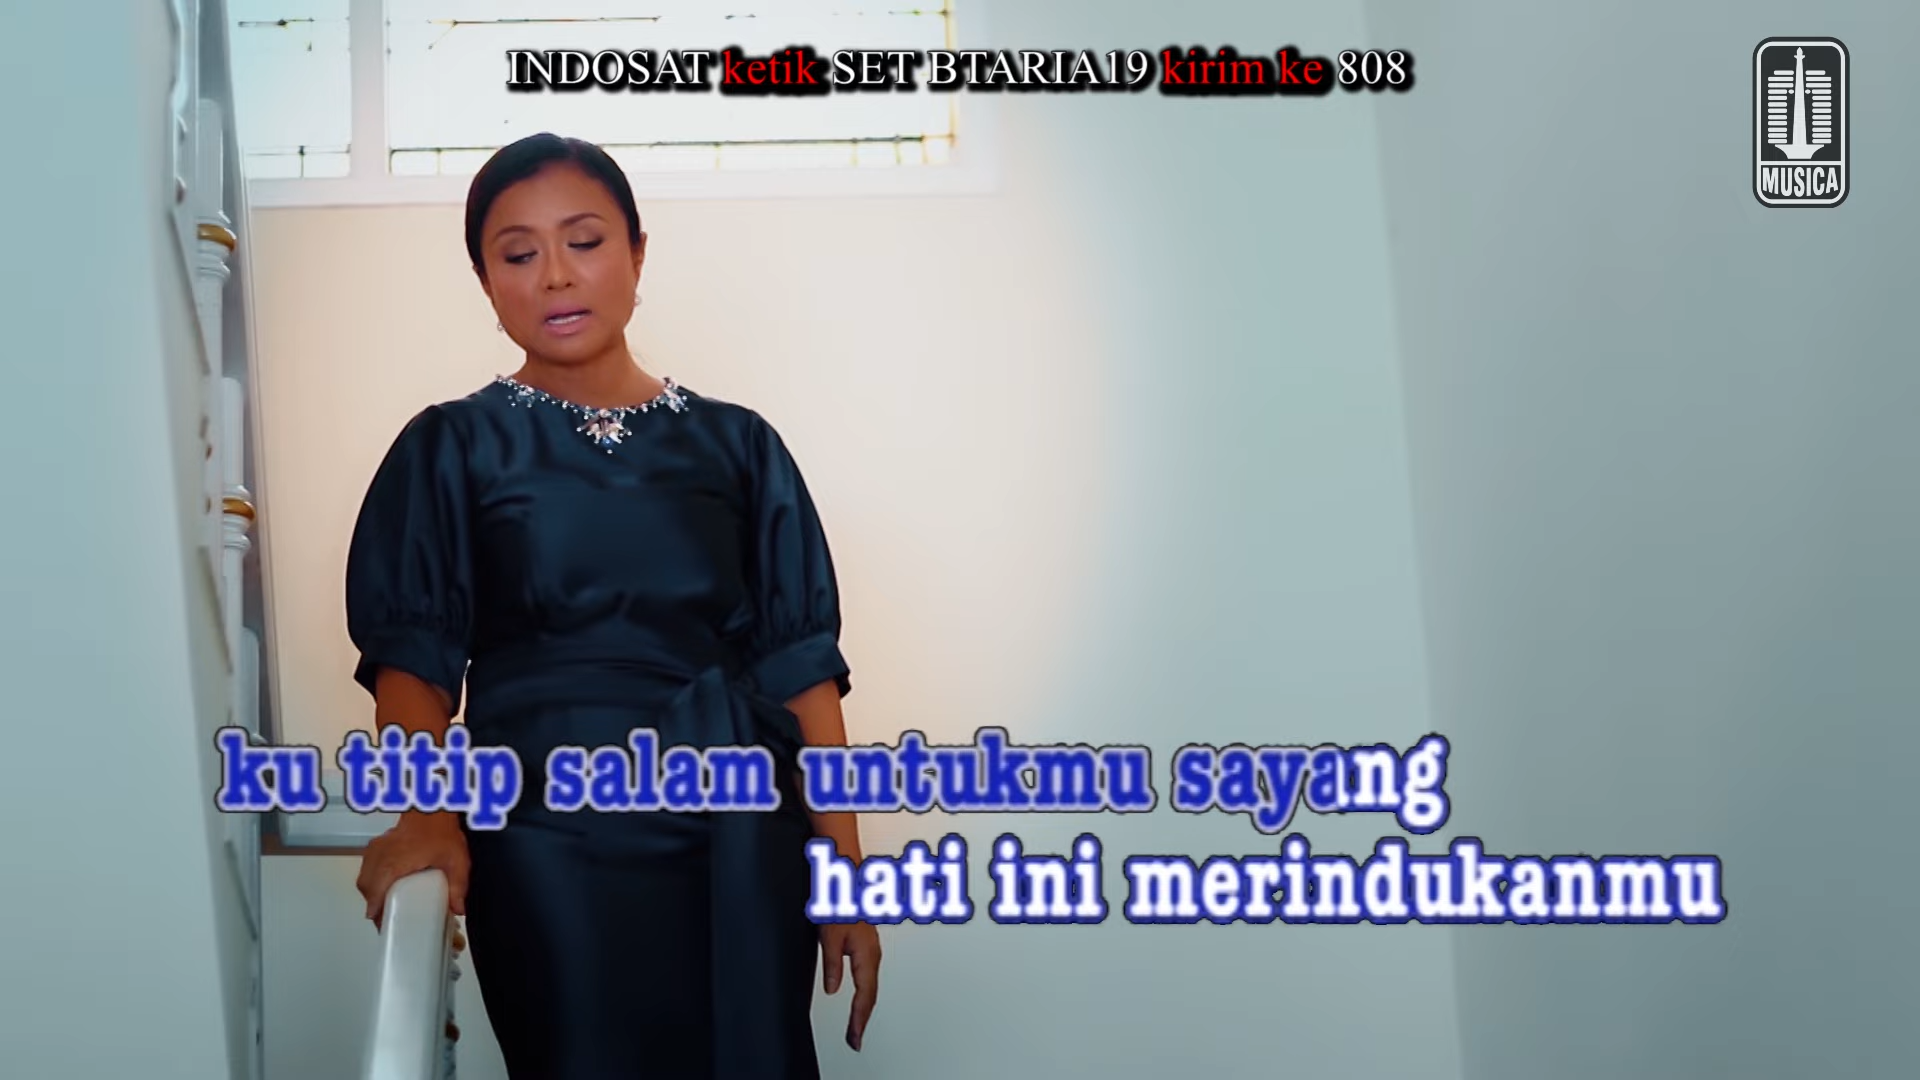 INDOSAT ketik SET BTARIA19 kirim ke 808
MUSICA
ku titip salam untukmu sayang
hati ini merindukanmu